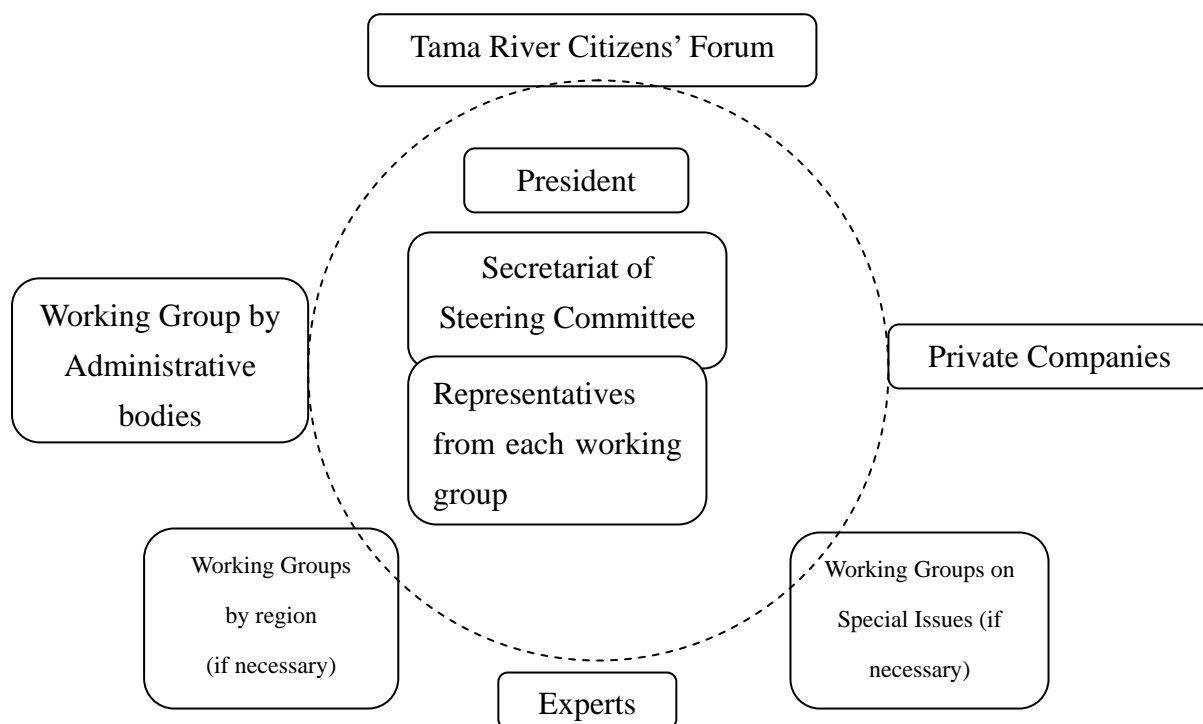 Tama River Citizens’ Forum
President
Secretariat of
Steering Committee
Working Group by
Administrative
bodies
Private Companies
Representatives
from each working
group
Working Groups
by region
(if necessary)
Working Groups on
Special Issues (if
necessary)
Experts